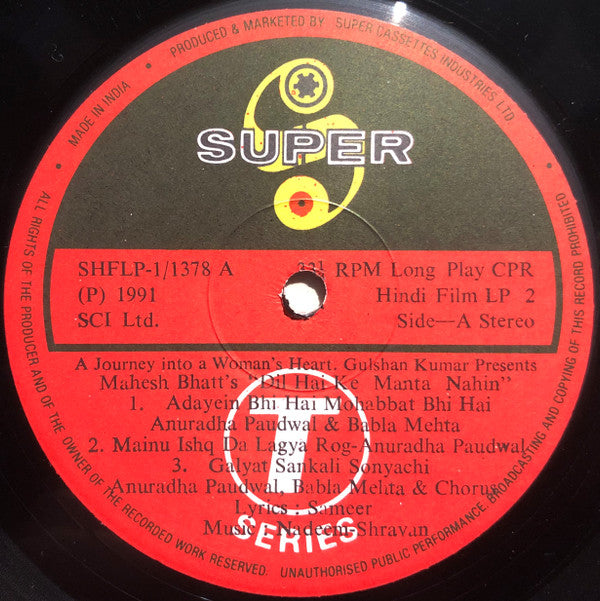 • MADE IN INDIA • PRODUCED & MARKETED BY SUPER CASSETTES INDUSTRIES LTD. •
SUPER
SHFLP-1/1378 A
33⅓ RPM Long Play CPR
(P) 1991
Hindi Film LP 2
SCI Ltd.
Side—A Stereo
A Journey into a Woman's Heart. Gulshan Kumar Presents
Mahesh Bhatt's "Dil Hai Ke Manta Nahin"
1. Adayein Bhi Hai Mohabbat Bhi Hai
Anuradha Paudwal & Babla Mehta
2. Mainu Ishq Da Lagya Rog-Anuradha Paudwal
3. Galyat Sankali Sonyachi
Anuradha Paudwal, Babla Mehta & Chorus
Lyrics : Sameer
Music : Nadeem-Shravan
T
SERIES
ALL RIGHTS OF THE PRODUCER AND OF THE OWNER OF THE RECORDED WORK RESERVED. UNAUTHORISED PUBLIC PERFORMANCE, BROADCASTING AND COPYING OF THIS RECORD PROHIBITED